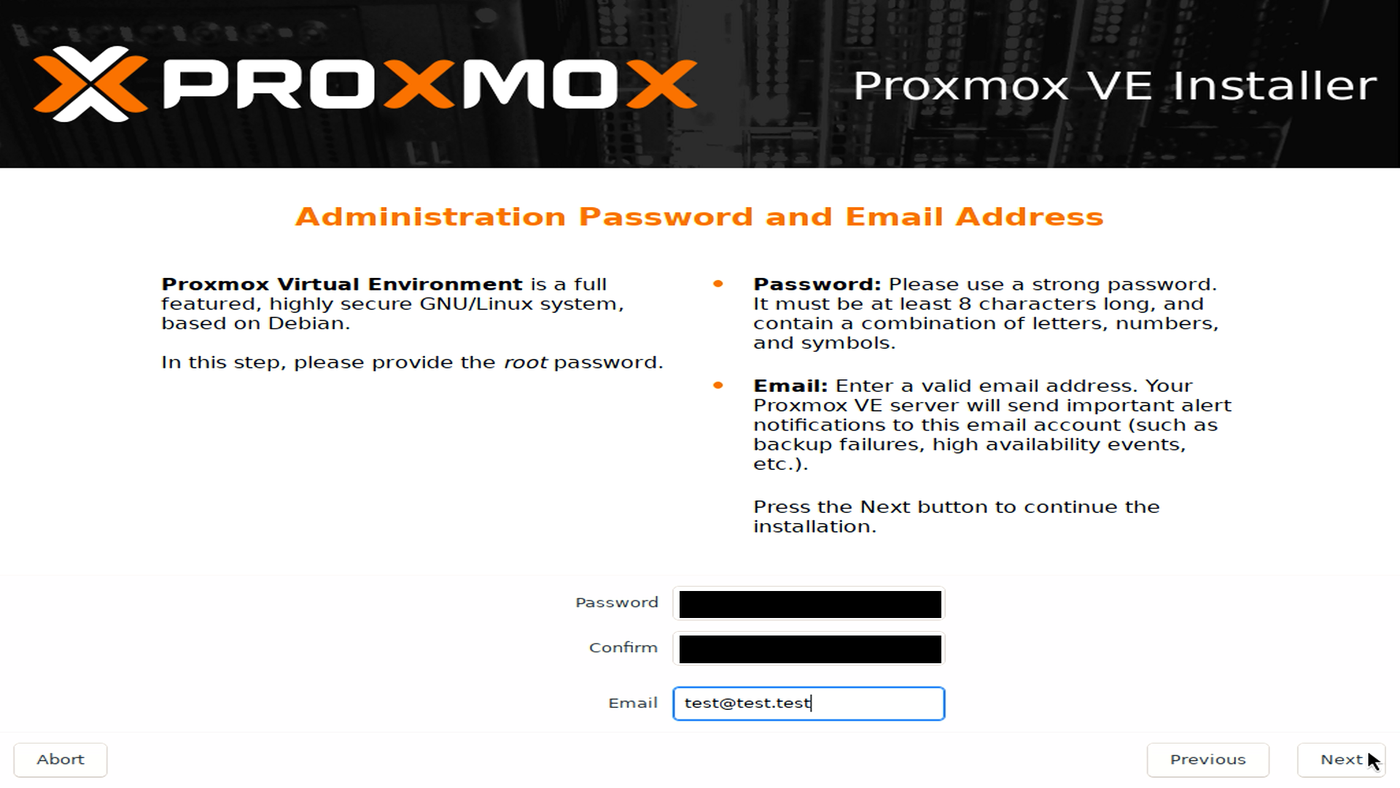 PROXMOX
Proxmox VE Installer
Administration Password and Email Address
Proxmox Virtual Environment is a full
featured, highly secure GNU/Linux system,
based on Debian.
In this step, please provide the root password.
Password: Please use a strong password.
It must be at least 8 characters long, and
contain a combination of letters, numbers,
and symbols.
Email: Enter a valid email address. Your
Proxmox VE server will send important alert
notifications to this email account (such as
backup failures, high availability events,
etc.).
Press the Next button to continue the
installation.
Password
Confirm
Email test@test.test
Abort Previous Next